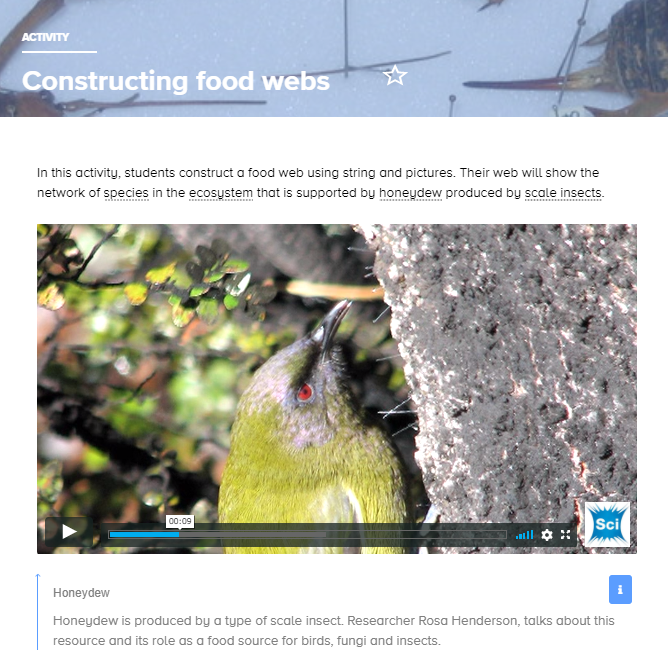 ACTIVITY
Constructing food webs
In this activity, students construct a food web using string and pictures. Their web will show the
network of species in the ecosystem that is supported by honeydew produced by scale insects.
00:09
Sci
i
Honeydew
Honeydew is produced by a type of scale insect. Researcher Rosa Henderson, talks about this
resource and its role as a food source for birds, fungi and insects.